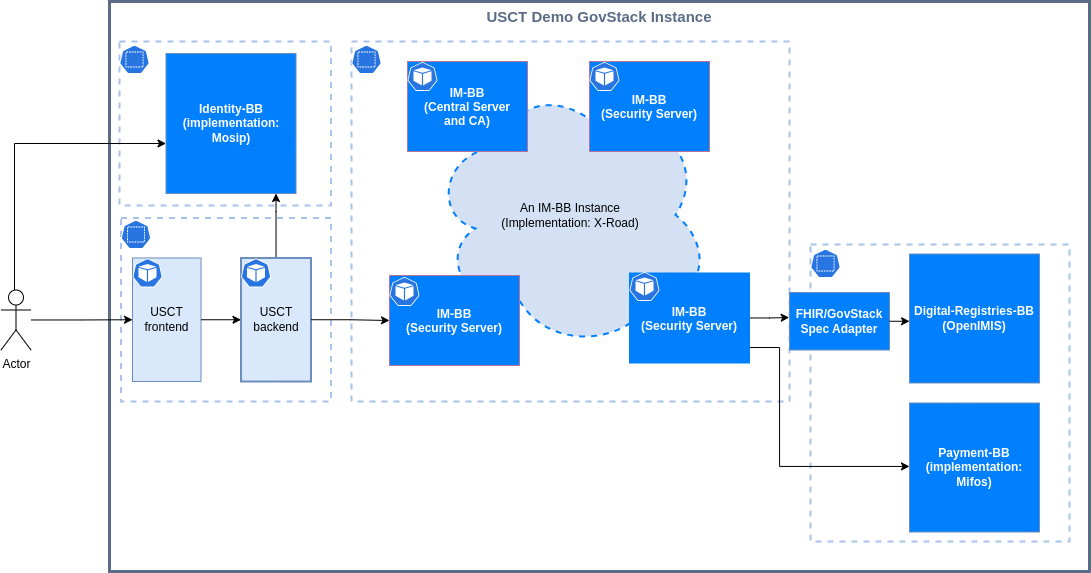 USCT Demo GovStack Instance
Identity-BB
(implementation:
Mosip)
IM-BB
(Central Server
and CA)
IM-BB
(Security Server)
An IM-BB Instance
(Implementation: X-Road)
USCT
frontend
USCT
backend
IM-BB
(Security Server)
IM-BB
(Security Server)
FHIR/GovStack
Spec Adapter
Digital-Registries-BB
(OpenIMIS)
Actor
Payment-BB
(implementation:
Mifos)